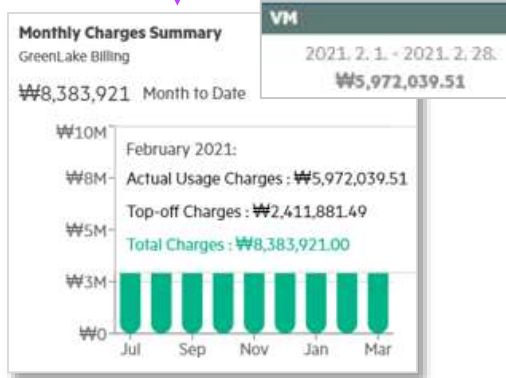 VM
2021. 2. 1. - 2021. 2. 28.
₩5,972,039.51
Monthly Charges Summary
GreenLake Billing
₩8,383,921 Month to Date
₩10M
₩8M
₩5M
₩3M
₩0
February 2021:
Actual Usage Charges : ₩5,972,039.51
Top-off Charges : ₩2,411,881.49
Total Charges : ₩8,383,921.00
Jul Sep Nov Jan Mar